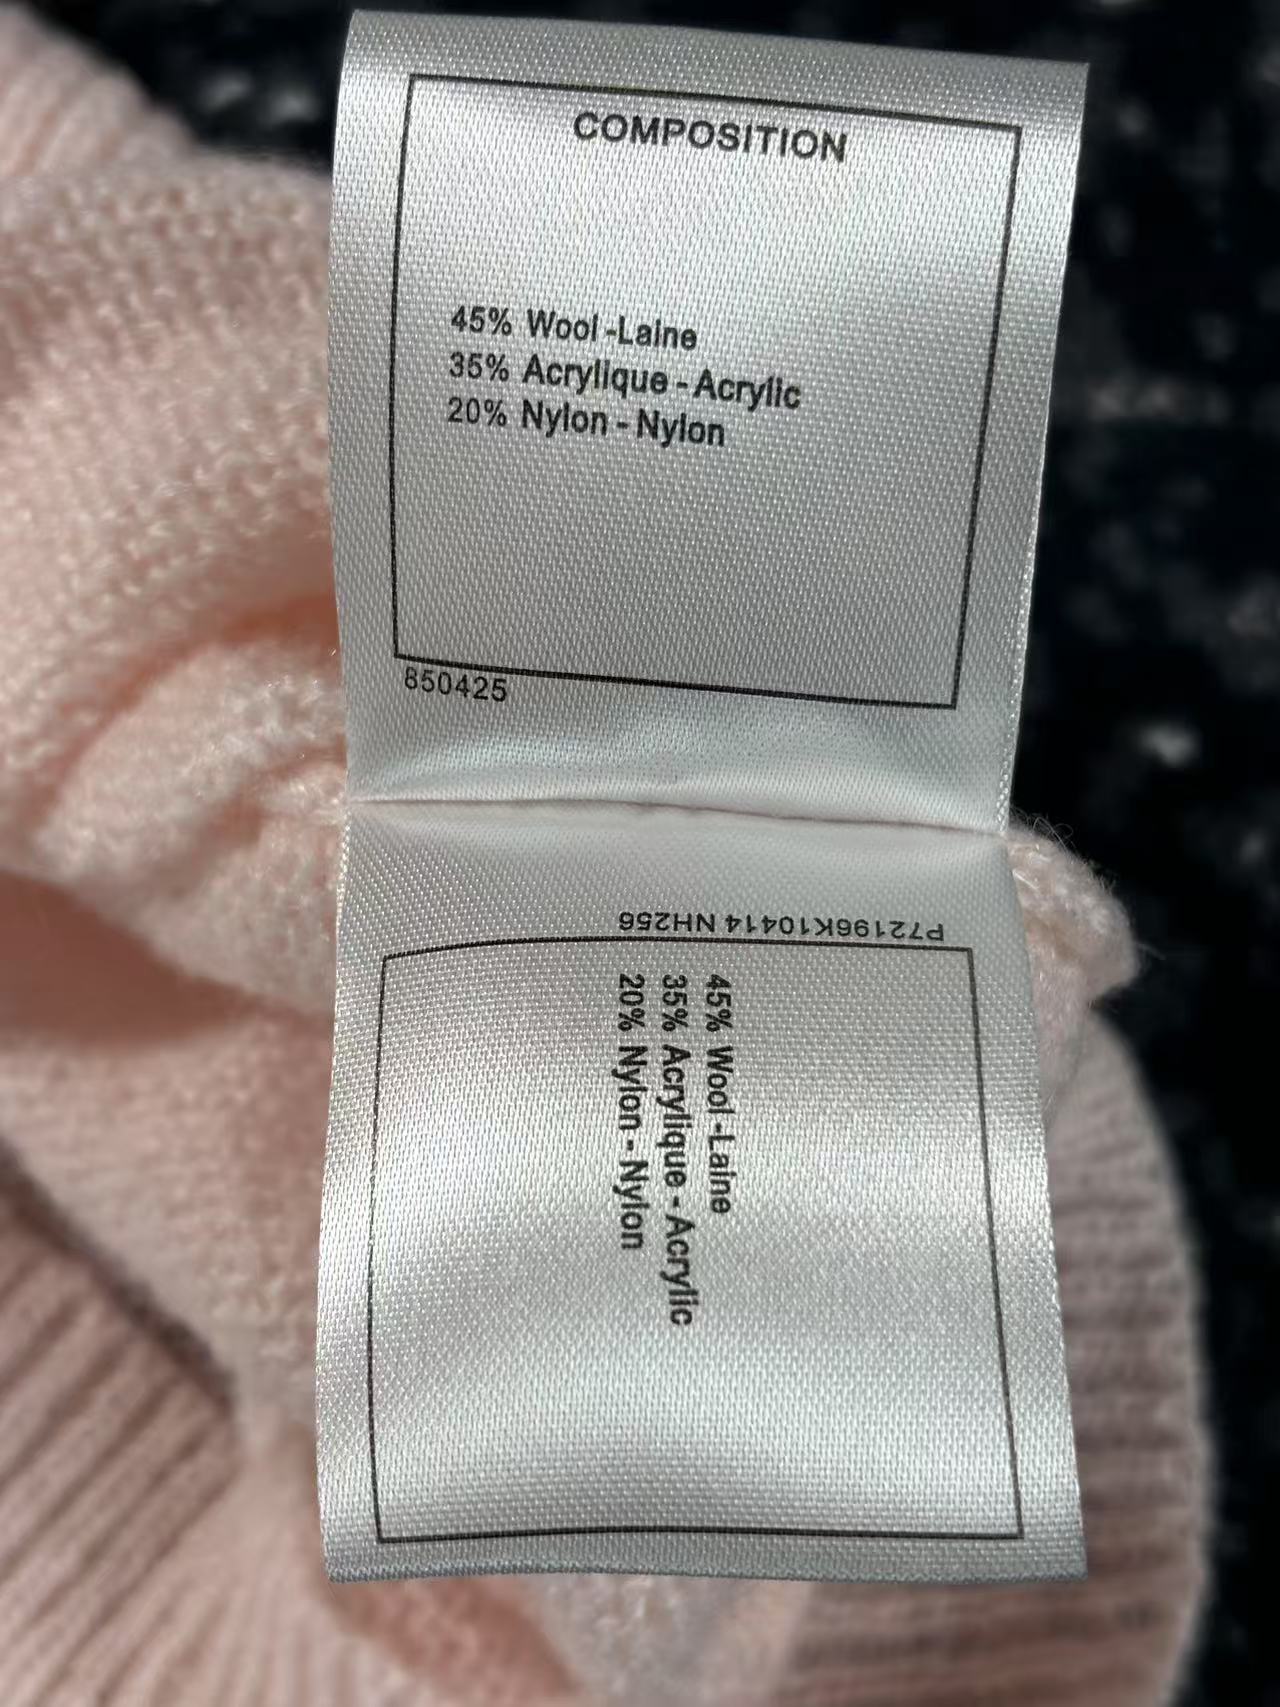 COMPOSITION
45% Wool -Laine
35% Acrylique - Acrylic
20% Nylon - Nylon
850425
P72196K10414 NH256
45% Wool -Laine
35% Acrylique - Acrylic
20% Nylon - Nylon